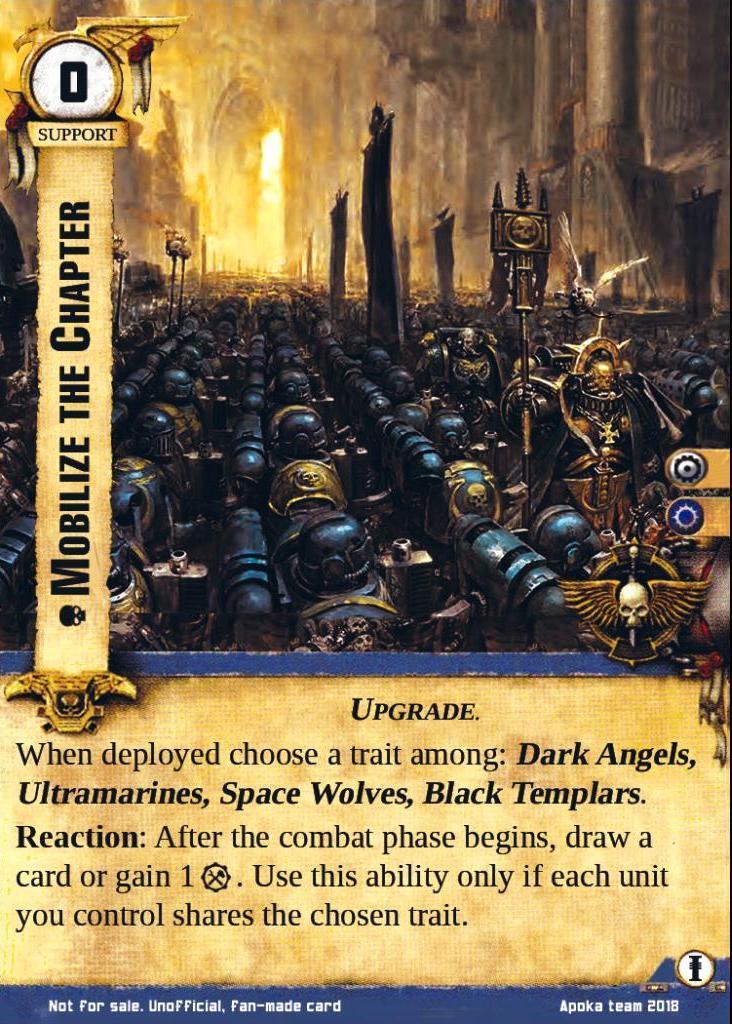 0
SUPPORT
MOBILIZE THE CHAPTER
UPGRADE.
When deployed choose a trait among: Dark Angels,
Ultramarines, Space Wolves, Black Templars.
Reaction: After the combat phase begins, draw a
card or gain 1 . Use this ability only if each unit
you control shares the chosen trait.
Not for sale. Unofficial, fan-made card
Apoka team 2018